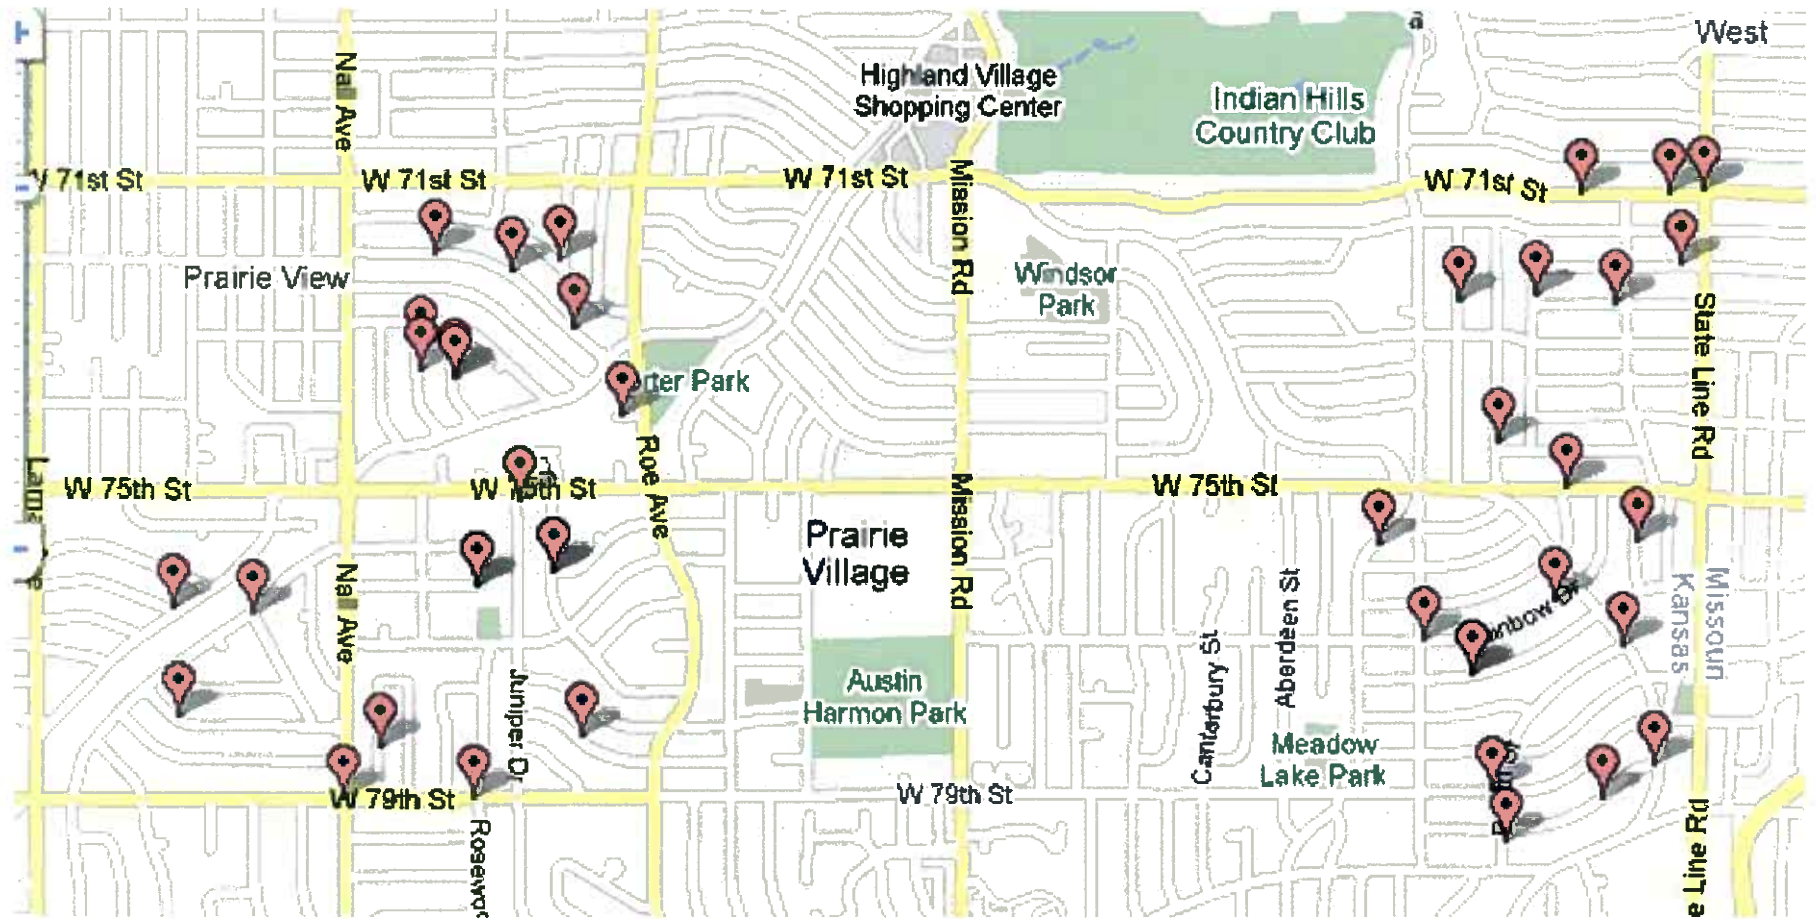 West
Nall Ave
Highland Village
Shopping Center
Indian Hills
Country Club
W 71st St
W 71st St
W 71st St
W 71st St
Mission Rd
Prairie View
Windsor
Park
State Line Rd
Park
Roe Ave
W 75th St
W 75th St
W 75th St
Mission Rd
Prairie
Village
Nall Ave
Aberdeen St
Missouri
Kansas
Canterbury St
Juniper Dr
Austin
Harmon Park
Meadow
Lake Park
W 79th St
W 79th St